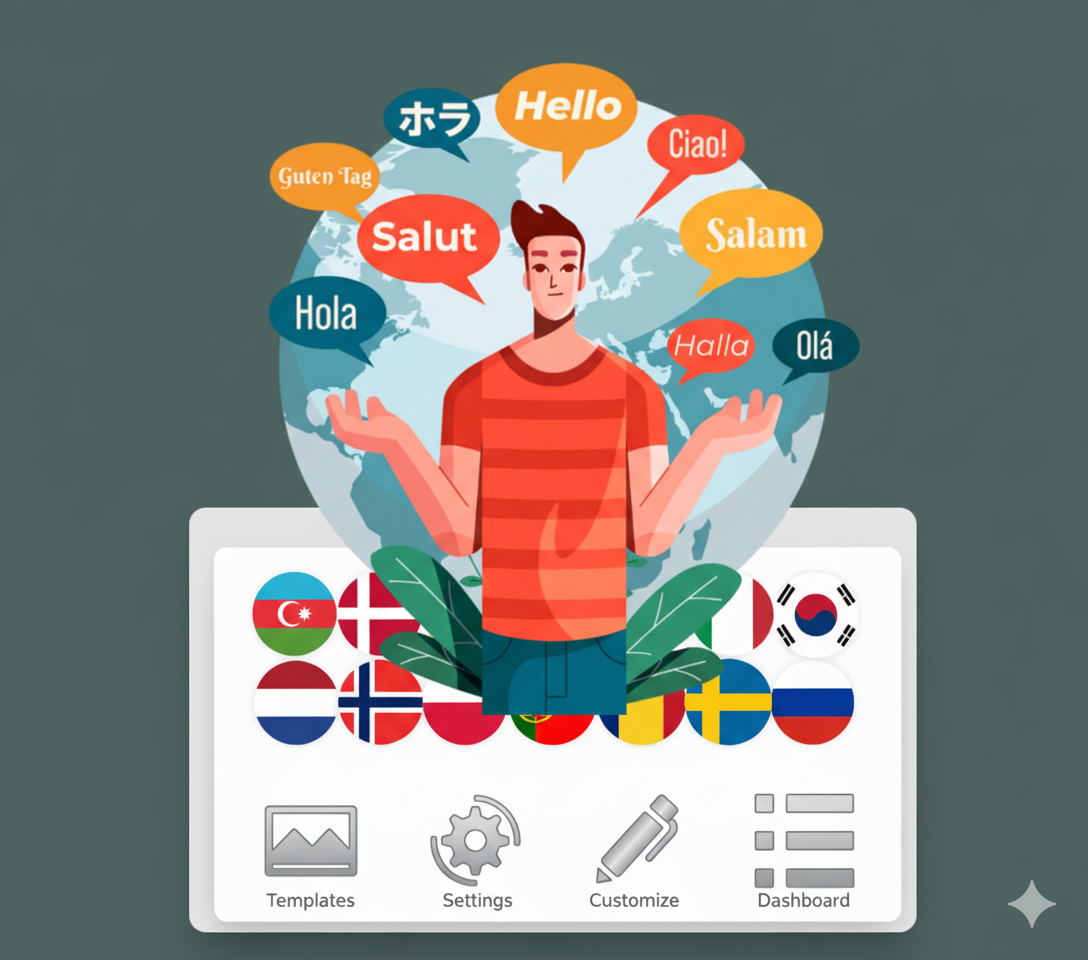 Hello
ホラ
Ciao!
Guten Tag
Salut
Salam
Hola
Halla
Olá
Templates
Settings
Customize
Dashboard